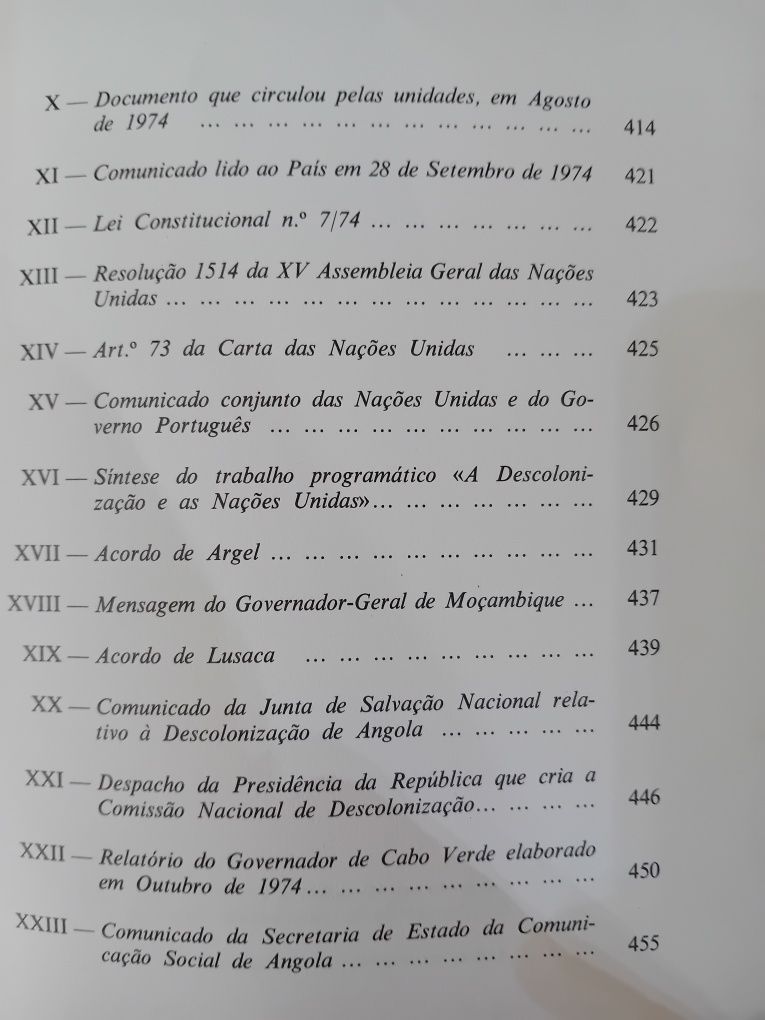 X — Documento que circulou pelas unidades, em Agosto
de 1974 ... ... ... ... ... ... ... ... ... ... ... ... 414
XI — Comunicado lido ao País em 28 de Setembro de 1974 421
XII — Lei Constitucional n.º 7/74 ... ... ... ... ... ... ... 422
XIII — Resolução 1514 da XV Assembleia Geral das Nações
Unidas ... ... ... ... ... ... ... ... ... ... ... ... ... 423
XIV — Art.º 73 da Carta das Nações Unidas ... ... ... 425
XV — Comunicado conjunto das Nações Unidas e do Go-
verno Português ... ... ... ... ... ... ... ... ... ... 426
XVI — Síntese do trabalho programático «A Descoloni-
zação e as Nações Unidas»... ... ... ... ... ... ... 429
XVII — Acordo de Argel ... ... ... ... ... ... ... ... ... ... 431
XVIII — Mensagem do Governador-Geral de Moçambique ... 437
XIX — Acordo de Lusaca ... ... ... ... ... ... ... ... ... 439
XX — Comunicado da Junta de Salvação Nacional rela-
tivo à Descolonização de Angola ... ... ... ... ... 444
XXI — Despacho da Presidência da República que cria a
Comissão Nacional de Descolonização... ... ... ... 446
XXII — Relatório do Governador de Cabo Verde elaborado
em Outubro de 1974... ... ... ... ... ... ... ... ... 450
XXIII — Comunicado da Secretaria de Estado da Comuni-
cação Social de Angola ... ... ... ... ... ... ... ... 455